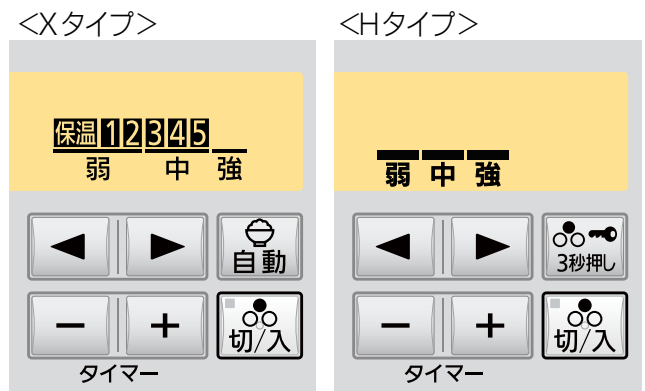 <Xタイプ>
保温12345
弱 中 強
自動
切/入
タイマー
<Hタイプ>
弱 中 強
3秒押し
切/入
タイマー